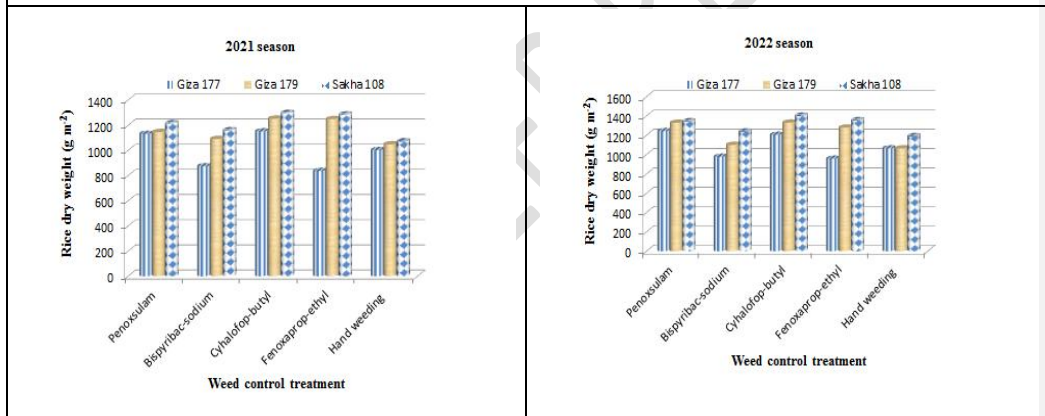 2021 season
Giza 177 Giza 179 Sakha 108
1400
1200
1000
800
600
400
200
0
Rice dry weight (g m-2)
Penoxsulam
Bispyribac-sodium
Cyhalofop-butyl
Fenoxaprop-ethyl
Hand weeding
Weed control treatment
2022 season
Giza 177 Giza 179 Sakha 108
1600
1400
1200
1000
800
600
400
200
0
Rice dry weight (g m-2)
Penoxsulam
Bispyribac-sodium
Cyhalofop-butyl
Fenoxaprop-ethyl
Hand weeding
Weed control treatment